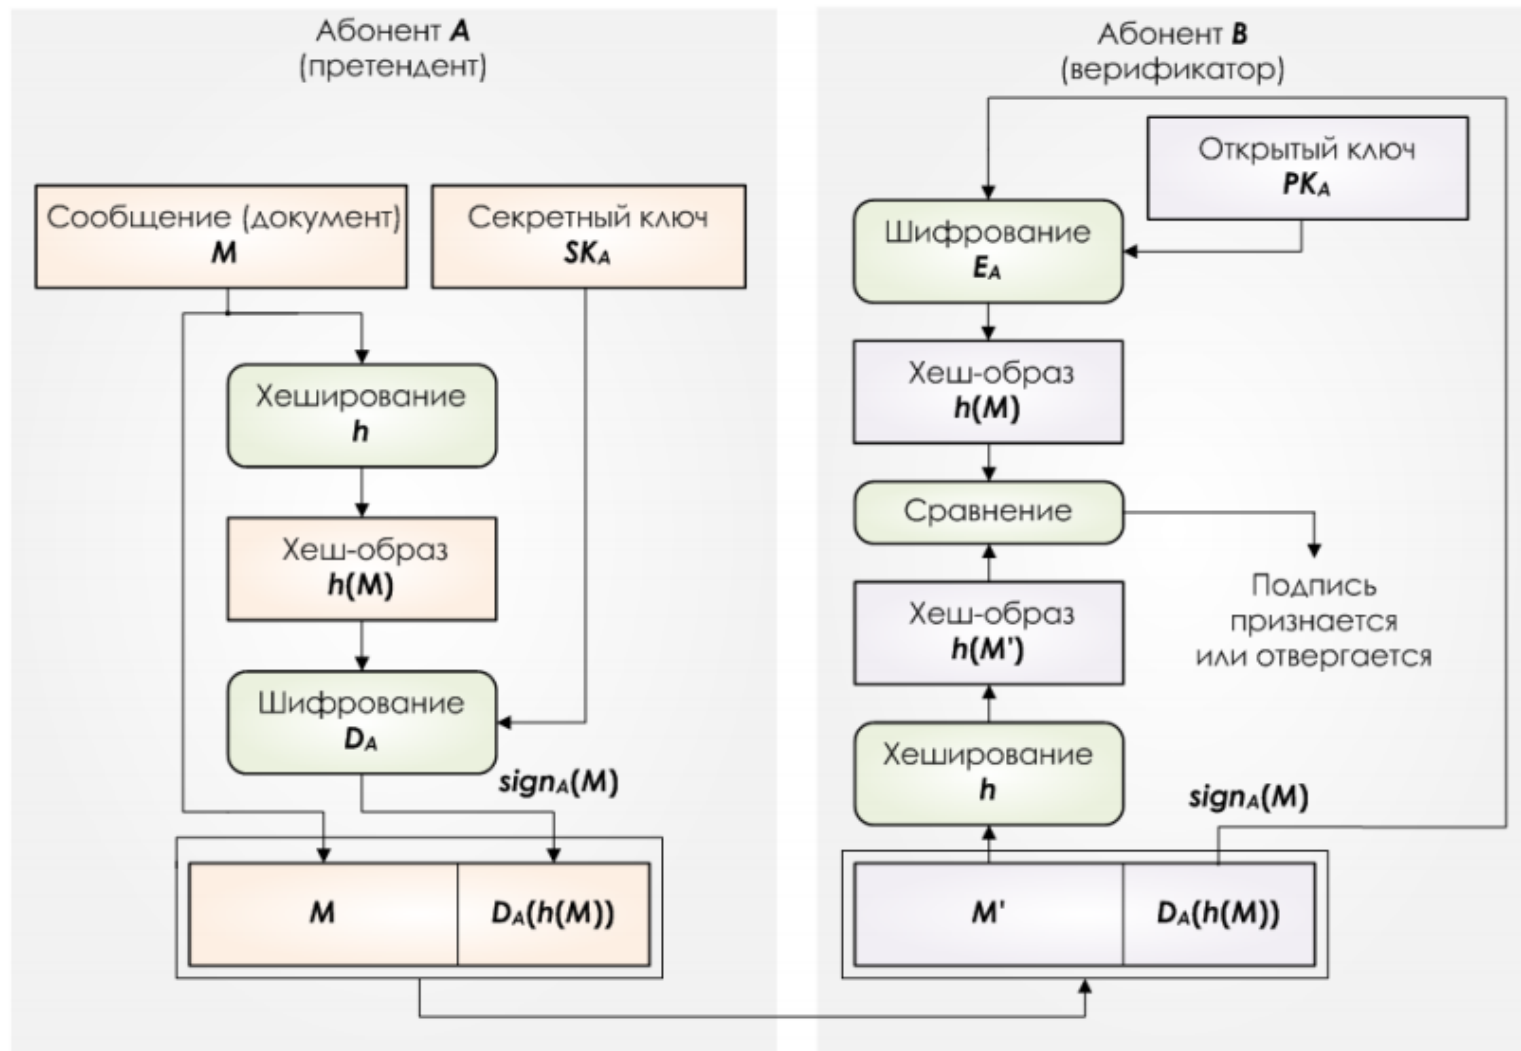 Абонент A
(претендент)
Сообщение (документ)
M
Секретный ключ
SKA
Хеширование
h
Хеш-образ
h(M)
Шифрование
DA
signA(M)
M
DA(h(M))
Абонент B
(верификатор)
Открытый ключ
PKA
Шифрование
EA
Хеш-образ
h(M)
Сравнение
Подпись
признается
или отвергается
Хеш-образ
h(M')
Хеширование
h
signA(M)
M'
DA(h(M))